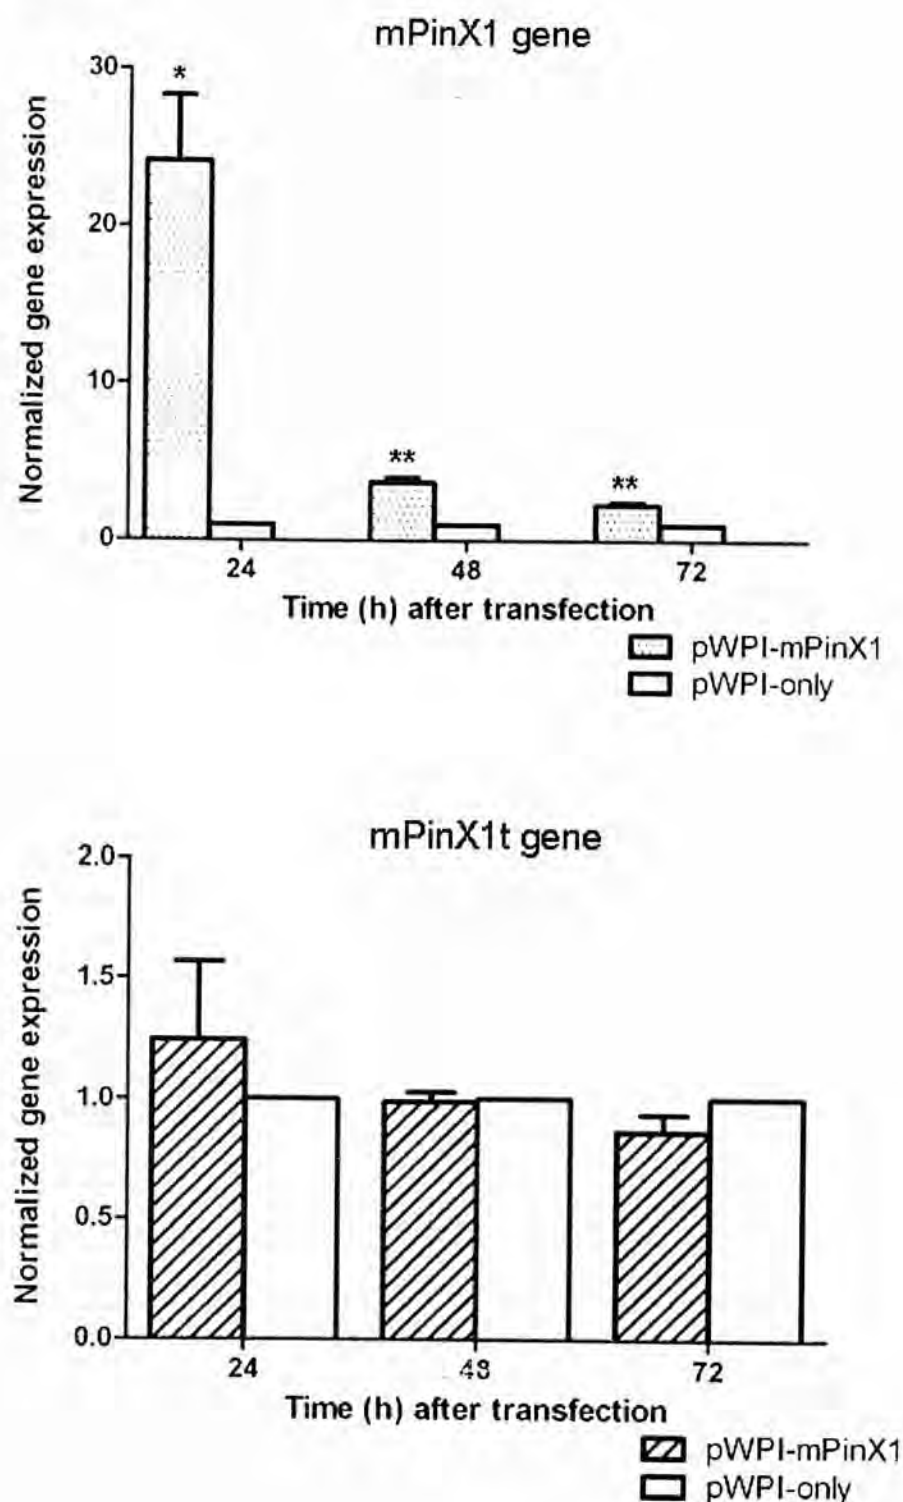 mPinX1 gene
30
20
10
0
Normalized gene expression
*
**
**
24 48 72
Time (h) after transfection
pWPI-mPinX1
pWPI-only
mPinX1t gene
2.0
1.5
1.0
0.5
0.0
Normalized gene expression
24 48 72
Time (h) after transfection
pWPI-mPinX1
pWPI-only